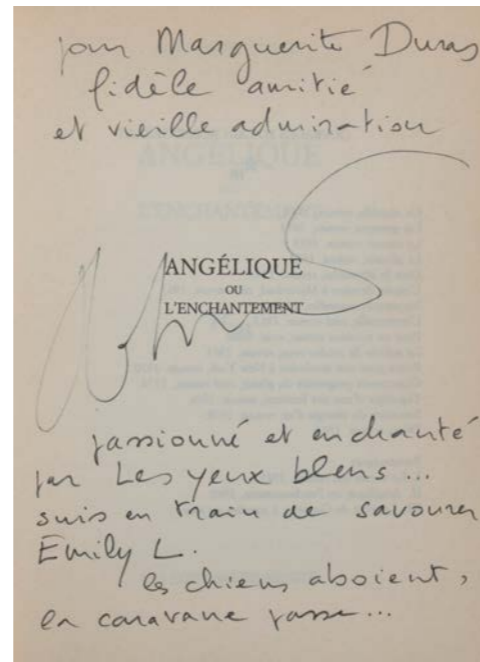 pour Marguerite Duras
fidèle amitié
et vieille admiration
ANGÉLIQUE
OU
L'ENCHANTEMENT
passionné et enchanté
par Les yeux bleus...
suis en train de savourer
Emily L.
les chiens aboient,
la caravane passe...